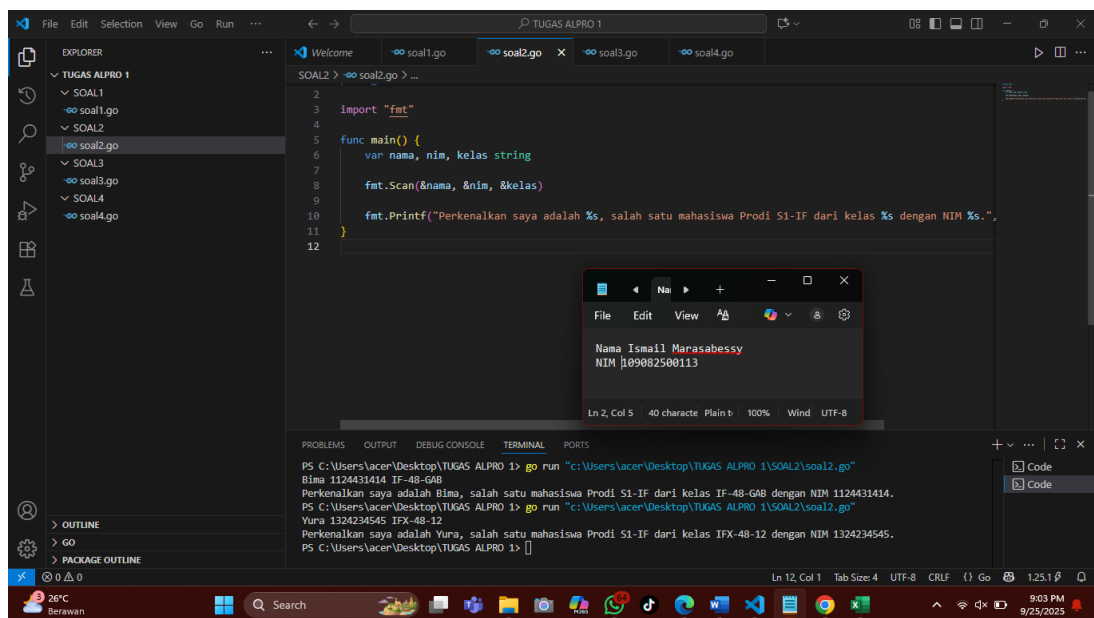 File Edit Selection View Go Run ··· TUGAS ALPRO 1
EXPLORER ···
TUGAS ALPRO 1
SOAL1
soal1.go
SOAL2
soal2.go
SOAL3
soal3.go
SOAL4
soal4.go
OUTLINE
GO
PACKAGE OUTLINE
Welcome soal1.go soal2.go soal3.go soal4.go
SOAL2 > soal2.go > ...
2
3 import "fmt"
4
5 func main() {
6 var nama, nim, kelas string
7
8 fmt.Scan(&nama, &nim, &kelas)
9
10 fmt.Printf("Perkenalkan saya adalah %s, salah satu mahasiswa Prodi S1-IF dari kelas %s dengan NIM %s.",
11 }
12
Na
File Edit View
Nama Ismail Marasabessy
NIM 109082500113
Ln 2, Col 5 40 characte Plain t 100% Wind UTF-8
PROBLEMS OUTPUT DEBUG CONSOLE TERMINAL PORTS
PS C:\Users\acer\Desktop\TUGAS ALPRO 1> go run "c:\Users\acer\Desktop\TUGAS ALPRO 1\SOAL2\soal2.go"
Bima 1124431414 IF-48-GAB
Perkenalkan saya adalah Bima, salah satu mahasiswa Prodi S1-IF dari kelas IF-48-GAB dengan NIM 1124431414.
PS C:\Users\acer\Desktop\TUGAS ALPRO 1> go run "c:\Users\acer\Desktop\TUGAS ALPRO 1\SOAL2\soal2.go"
Yura 1324234545 IFX-48-12
Perkenalkan saya adalah Yura, salah satu mahasiswa Prodi S1-IF dari kelas IFX-48-12 dengan NIM 1324234545.
PS C:\Users\acer\Desktop\TUGAS ALPRO 1>
Code
Code
0 0 Ln 12, Col 1 Tab Size: 4 UTF-8 CRLF {} Go 1.25.1
3 26°C
Berawan
Search
M365
64
9:03 PM
9/25/2025